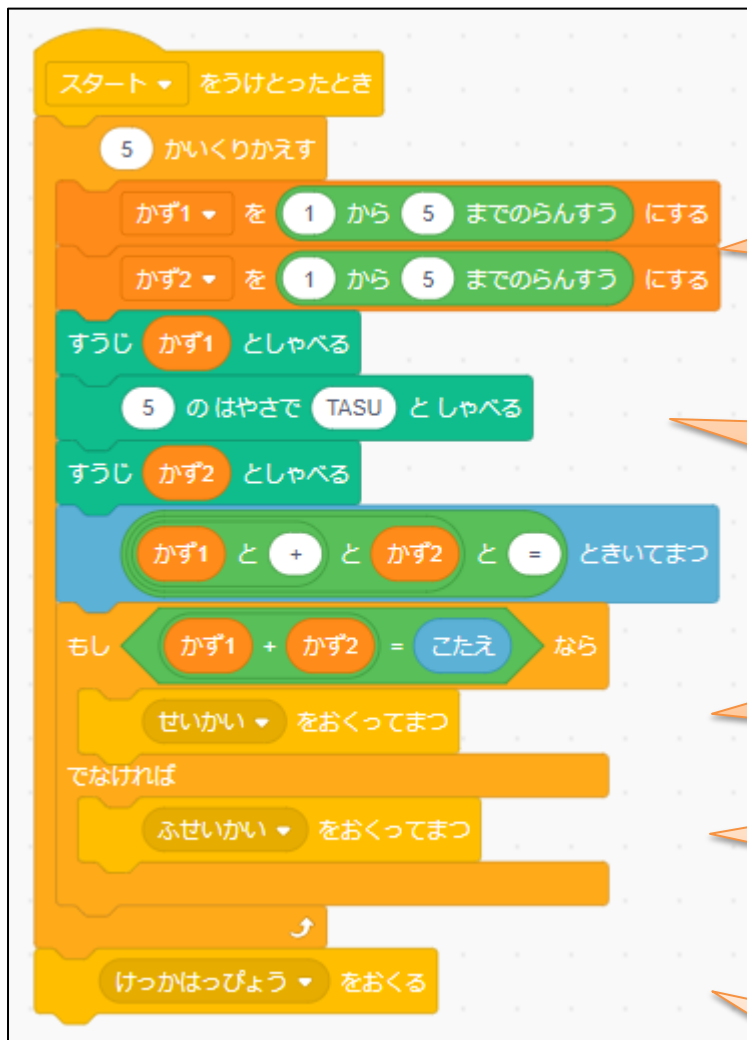 スタート をうけとったとき
5 かいくりかえす
かず1 を 1 から 5 までのらんすう にする
かず2 を 1 から 5 までのらんすう にする
すうじ かず1 としゃべる
5 の はやさで TASU と しゃべる
すうじ かず2 としゃべる
かず1 と + と かず2 と = ときいてまつ
もし かず1 + かず2 = こたえ なら
せいかい をおくってまつ
でなければ
ふせいかい をおくってまつ
けっかはっぴょう をおくる